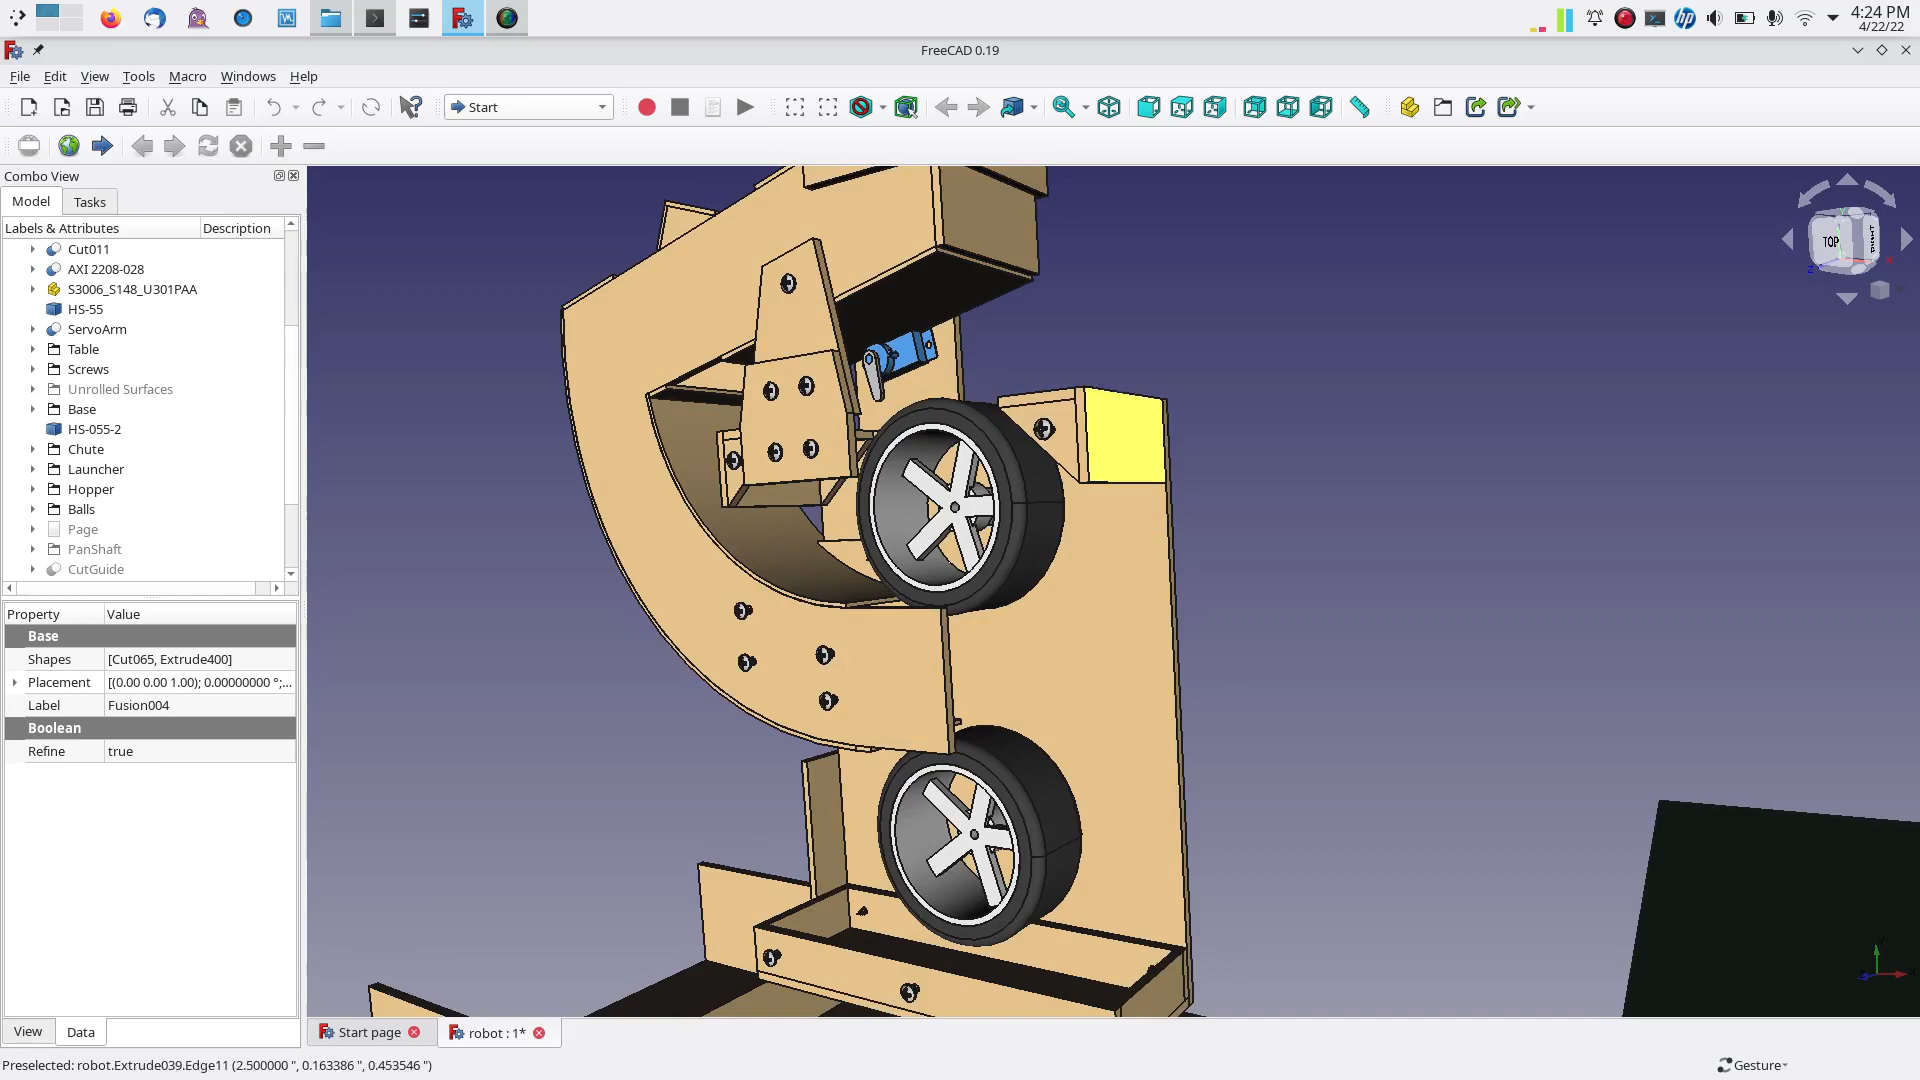 4:24 PM
4/22/22
FreeCAD 0.19
File Edit View Tools Macro Windows Help
Start
Combo View
Model Tasks
Labels & Attributes Description
Cut011
AXI 2208-028
S3006_S148_U301PAA
HS-55
ServoArm
Table
Screws
Unrolled Surfaces
Base
HS-055-2
Chute
Launcher
Hopper
Balls
Page
PanShaft
CutGuide
Property Value
Base
Shapes [Cut065, Extrude400]
Placement [(0.00 0.00 1.00); 0.00000000 °;...
Label Fusion004
Boolean
Refine true
View Data
TOP
RIGHT
Start page
robot : 1*
Preselected: robot.Extrude039.Edge11 (2.500000 ", 0.163386 ", 0.453546 ")
Gesture